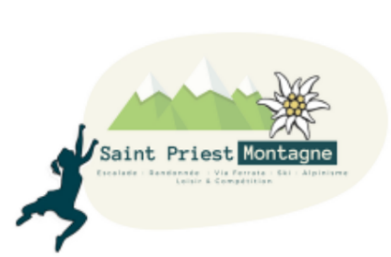 Saint Priest Montagne
Escalade - Randonnée - Via Ferrata - Ski - Alpinisme
Loisir & Compétition